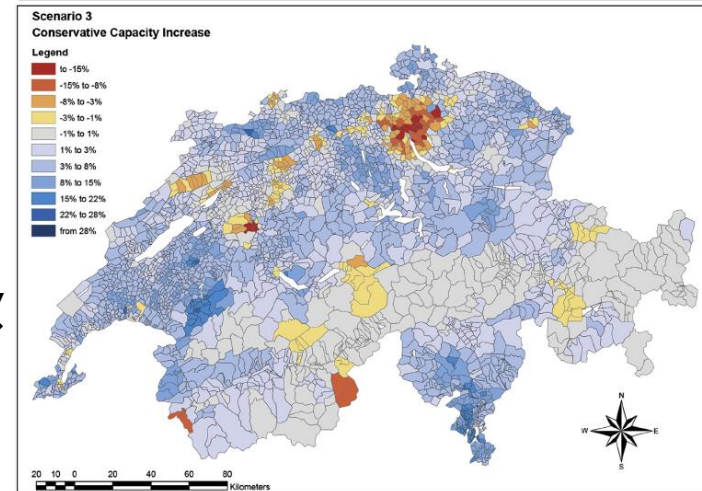 Scenario 3
Conservative Capacity Increase
Legend
to -15%
-15% to -8%
-8% to -3%
-3% to -1%
-1% to 1%
1% to 3%
3% to 8%
8% to 15%
15% to 22%
22% to 28%
from 28%
N
W E
S
20 10 0 20 40 60 80
Kilometers